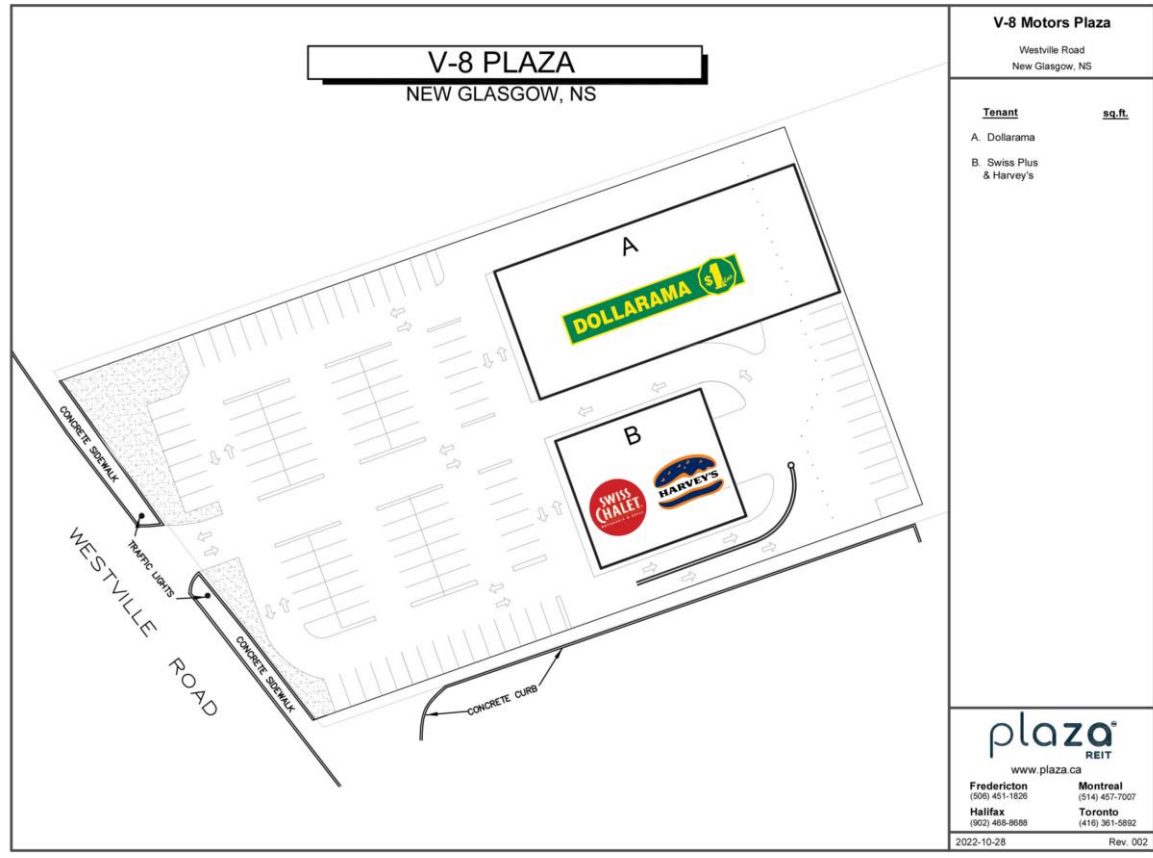 V-8 PLAZA
NEW GLASGOW, NS
A
DOLLARAMA $1
B
SWISS
CHALET
HARVEY'S
CONCRETE SIDEWALK
TRAFFIC LIGHTS
WESTVILLE ROAD
CONCRETE SIDEWALK
CONCRETE CURB
V-8 Motors Plaza
Westville Road
New Glasgow, NS
Tenant sq.ft.
A. Dollarama
B. Swiss Plus
& Harvey's
plaza
REIT
www.plaza.ca
Fredericton Montreal
(506) 451-1826 (514) 457-7007
Halifax Toronto
(902) 468-8688 (416) 361-5892
2022-10-28 Rev. 002